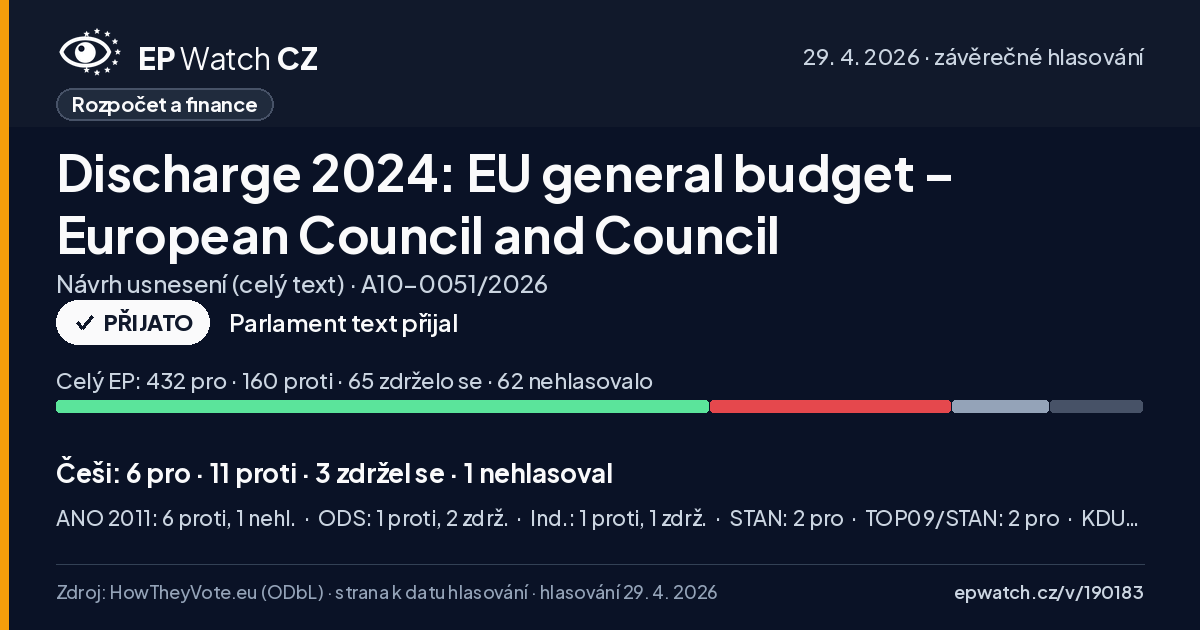 EP Watch CZ
29. 4. 2026 · závěrečné hlasování
Rozpočet a finance
Discharge 2024: EU general budget –
European Council and Council
Návrh usnesení (celý text) · A10-0051/2026
✓ PŘIJATO Parlament text přijal
Celý EP: 432 pro · 160 proti · 65 zdrželo se · 62 nehlasovalo
Češi: 6 pro · 11 proti · 3 zdržel se · 1 nehlasoval
ANO 2011: 6 proti, 1 nehl. · ODS: 1 proti, 2 zdrž. · Ind.: 1 proti, 1 zdrž. · STAN: 2 pro · TOP09/STAN: 2 pro · KDU…
Zdroj: HowTheyVote.eu (ODbL) · strana k datu hlasování · hlasování 29. 4. 2026
epwatch.cz/v/190183